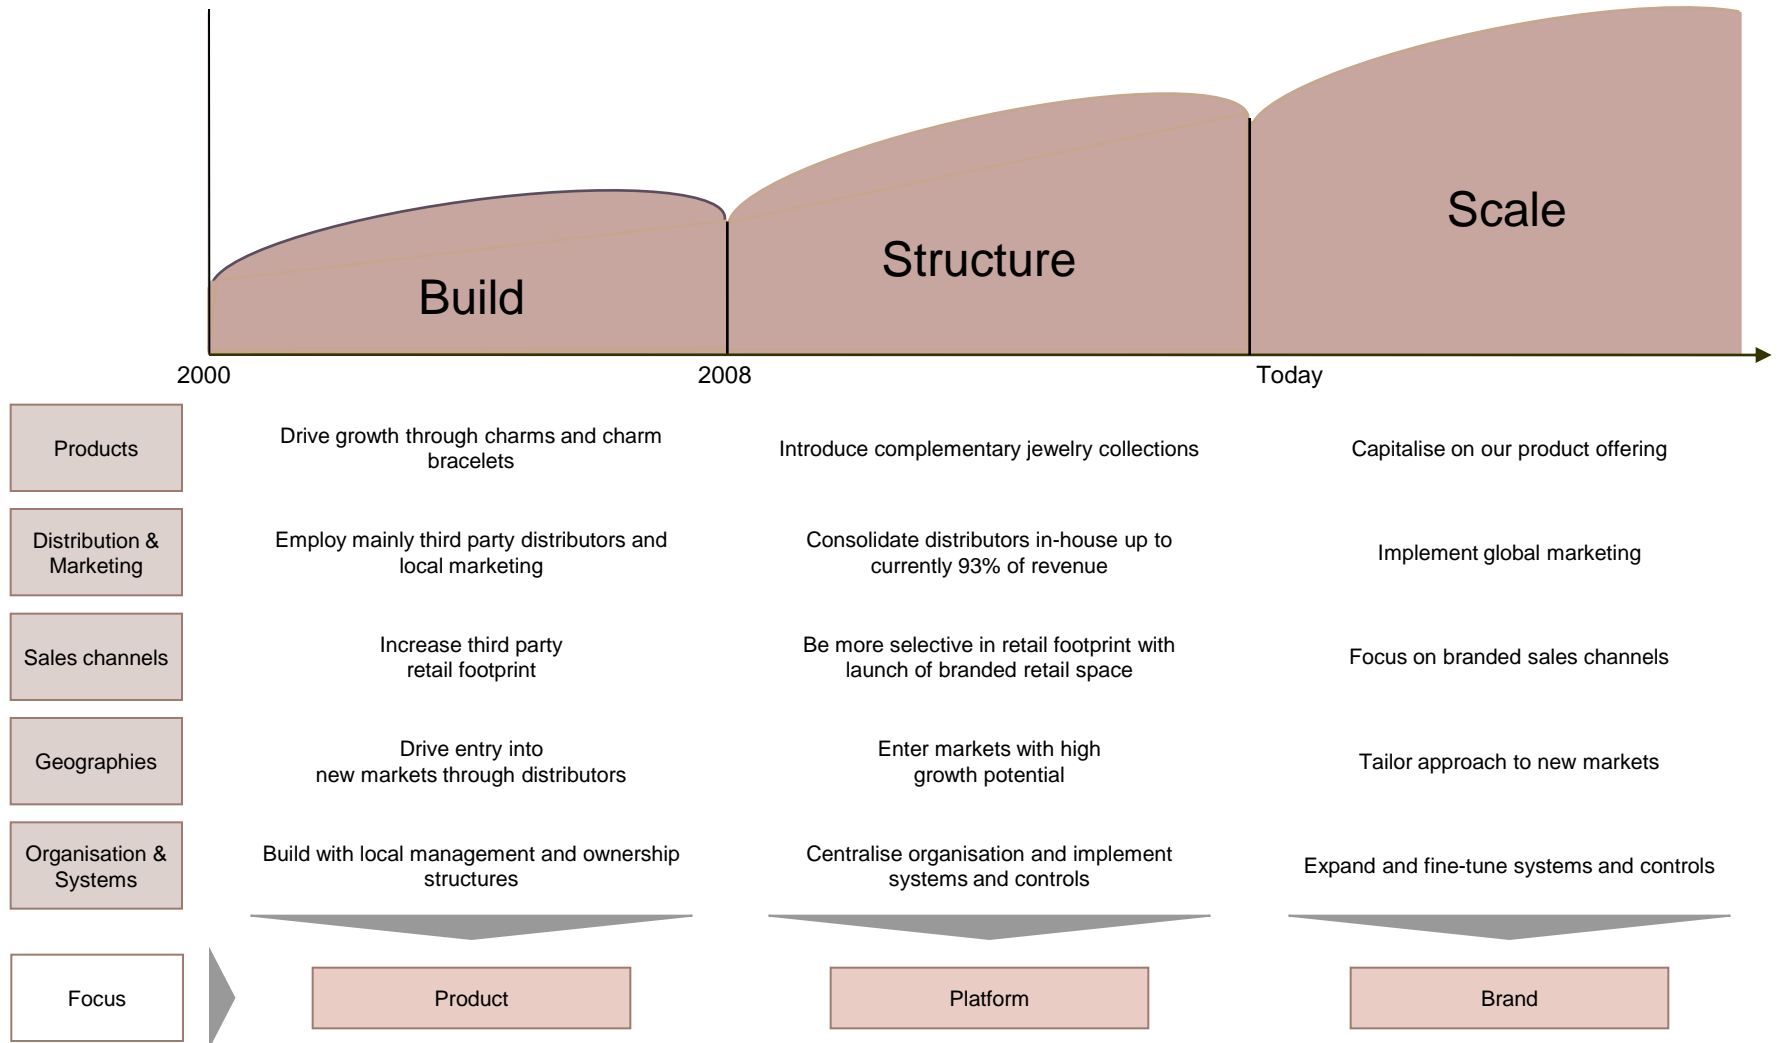 Build
Structure
Scale
2000
2008
Today
Products
Drive growth through charms and charm
bracelets
Introduce complementary jewelry collections
Capitalise on our product offering
Distribution &
Marketing
Employ mainly third party distributors and
local marketing
Consolidate distributors in-house up to
currently 93% of revenue
Implement global marketing
Sales channels
Increase third party
retail footprint
Be more selective in retail footprint with
launch of branded retail space
Focus on branded sales channels
Geographies
Drive entry into
new markets through distributors
Enter markets with high
growth potential
Tailor approach to new markets
Organisation &
Systems
Build with local management and ownership
structures
Centralise organisation and implement
systems and controls
Expand and fine-tune systems and controls
Focus
Product
Platform
Brand